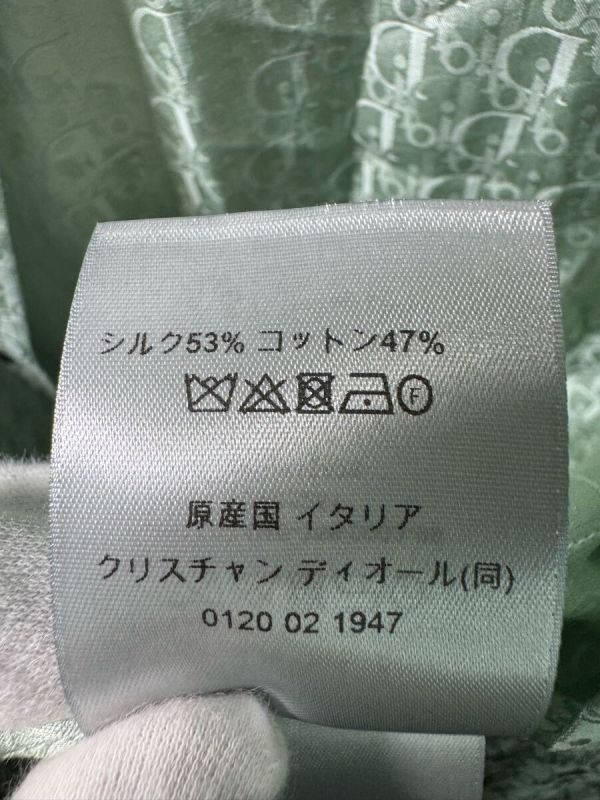 シルク53% コットン47%
F
原産国 イタリア
クリスチャン ディオール(同)
0120 02 1947